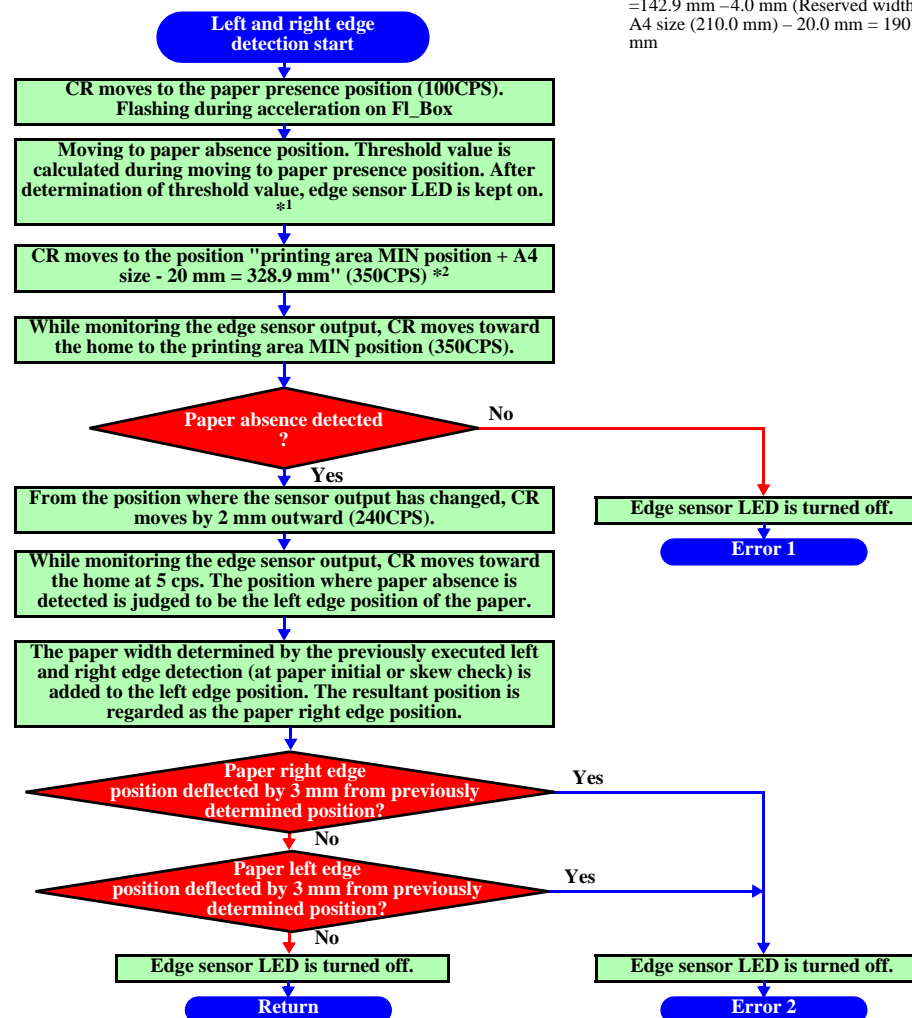 =142.9 mm –4.0 mm (Reserved width
A4 size (210.0 mm) – 20.0 mm = 190
mm
Left and right edge
detection start
CR moves to the paper presence position (100CPS).
Flashing during acceleration on Fl_Box
Moving to paper absence position. Threshold value is
calculated during moving to paper presence position. After
determination of threshold value, edge sensor LED is kept on.
*1
CR moves to the position "printing area MIN position + A4
size - 20 mm = 328.9 mm" (350CPS) *2
While monitoring the edge sensor output, CR moves toward
the home to the printing area MIN position (350CPS).
Paper absence detected
?
No
Yes
From the position where the sensor output has changed, CR
moves by 2 mm outward (240CPS).
Edge sensor LED is turned off.
Error 1
While monitoring the edge sensor output, CR moves toward
the home at 5 cps. The position where paper absence is
detected is judged to be the left edge position of the paper.
The paper width determined by the previously executed left
and right edge detection (at paper initial or skew check) is
added to the left edge position. The resultant position is
regarded as the paper right edge position.
Paper right edge
position deflected by 3 mm from previously
determined position?
Yes
No
Paper left edge
position deflected by 3 mm from previously
determined position?
Yes
No
Edge sensor LED is turned off.
Edge sensor LED is turned off.
Return
Error 2